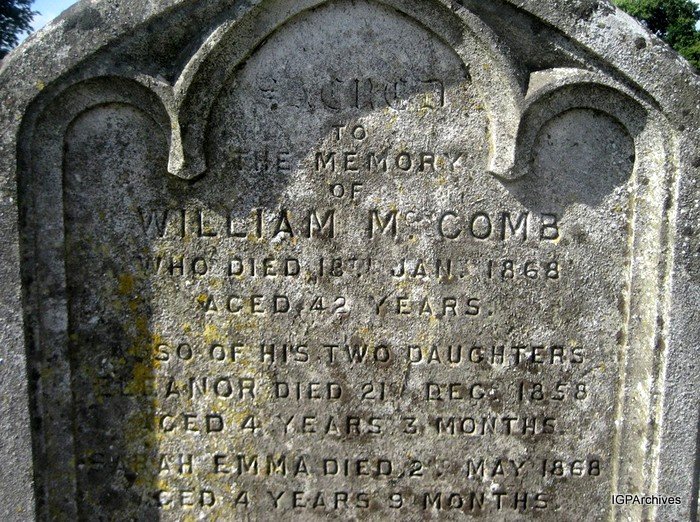 SACRED
TO
THE MEMORY
OF
WILLIAM Mc COMB
WHO DIED 18TH JAN. 1868
AGED 42 YEARS.
ALSO OF HIS TWO DAUGHTERS
ELEANOR DIED 21 DEC. 1858
AGED 4 YEARS 3 MONTHS.
SARAH EMMA DIED MAY 1868
AGED 4 YEARS 9 MONTHS.
IGPArchives